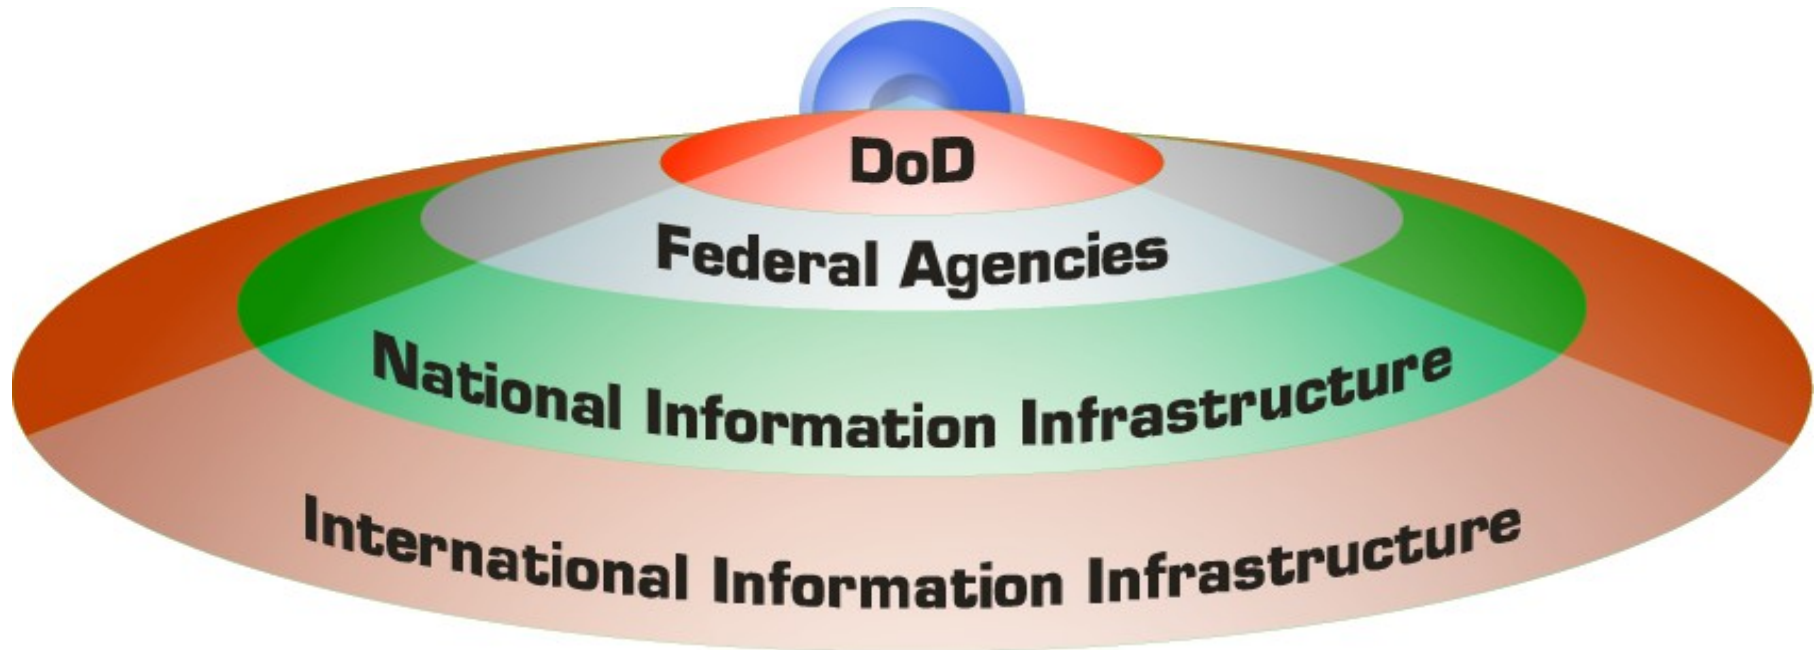 DoD
Federal Agencies
National Information Infrastructure
International Information Infrastructure